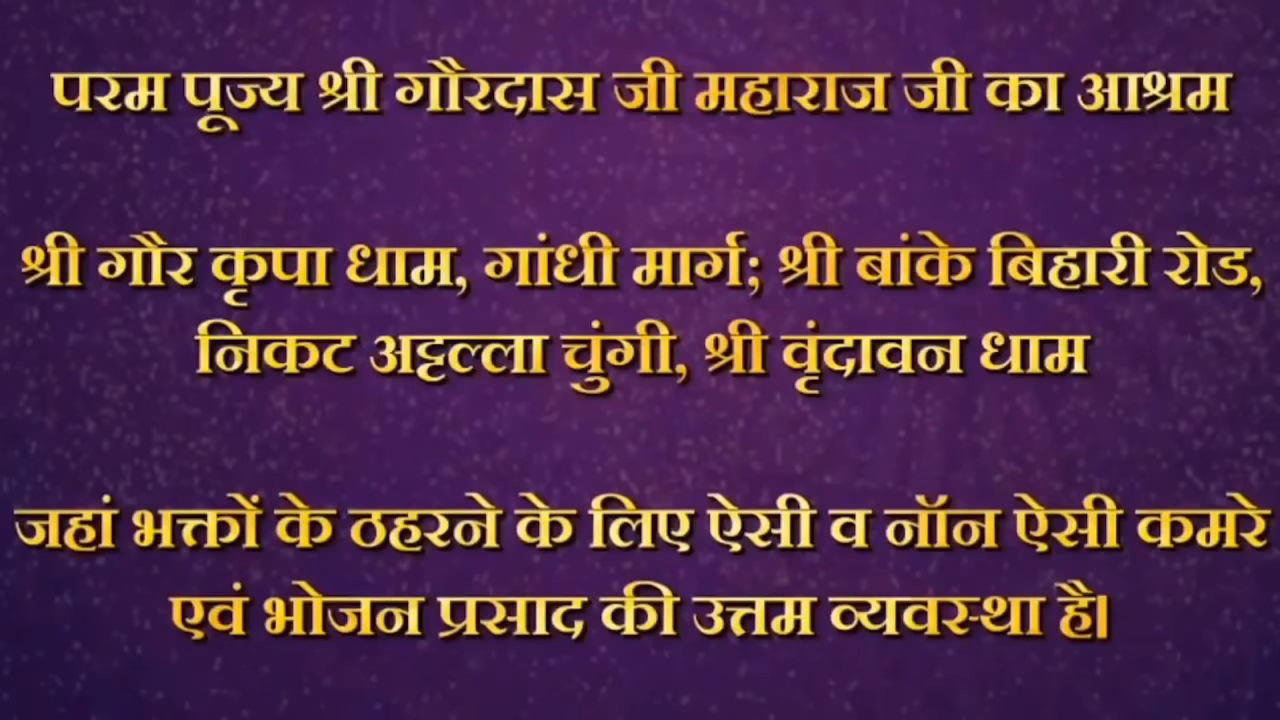 परम पूज्य श्री गौरदास जी महाराज जी का आश्रम
श्री गौर कृपा धाम, गांधी मार्ग; श्री बांके बिहारी रोड,
निकट अट्टल्ला चुंगी, श्री वृंदावन धाम
जहां भक्तों के ठहरने के लिए ऐसी व नॉन ऐसी कमरे
एवं भोजन प्रसाद की उत्तम व्यवस्था है।